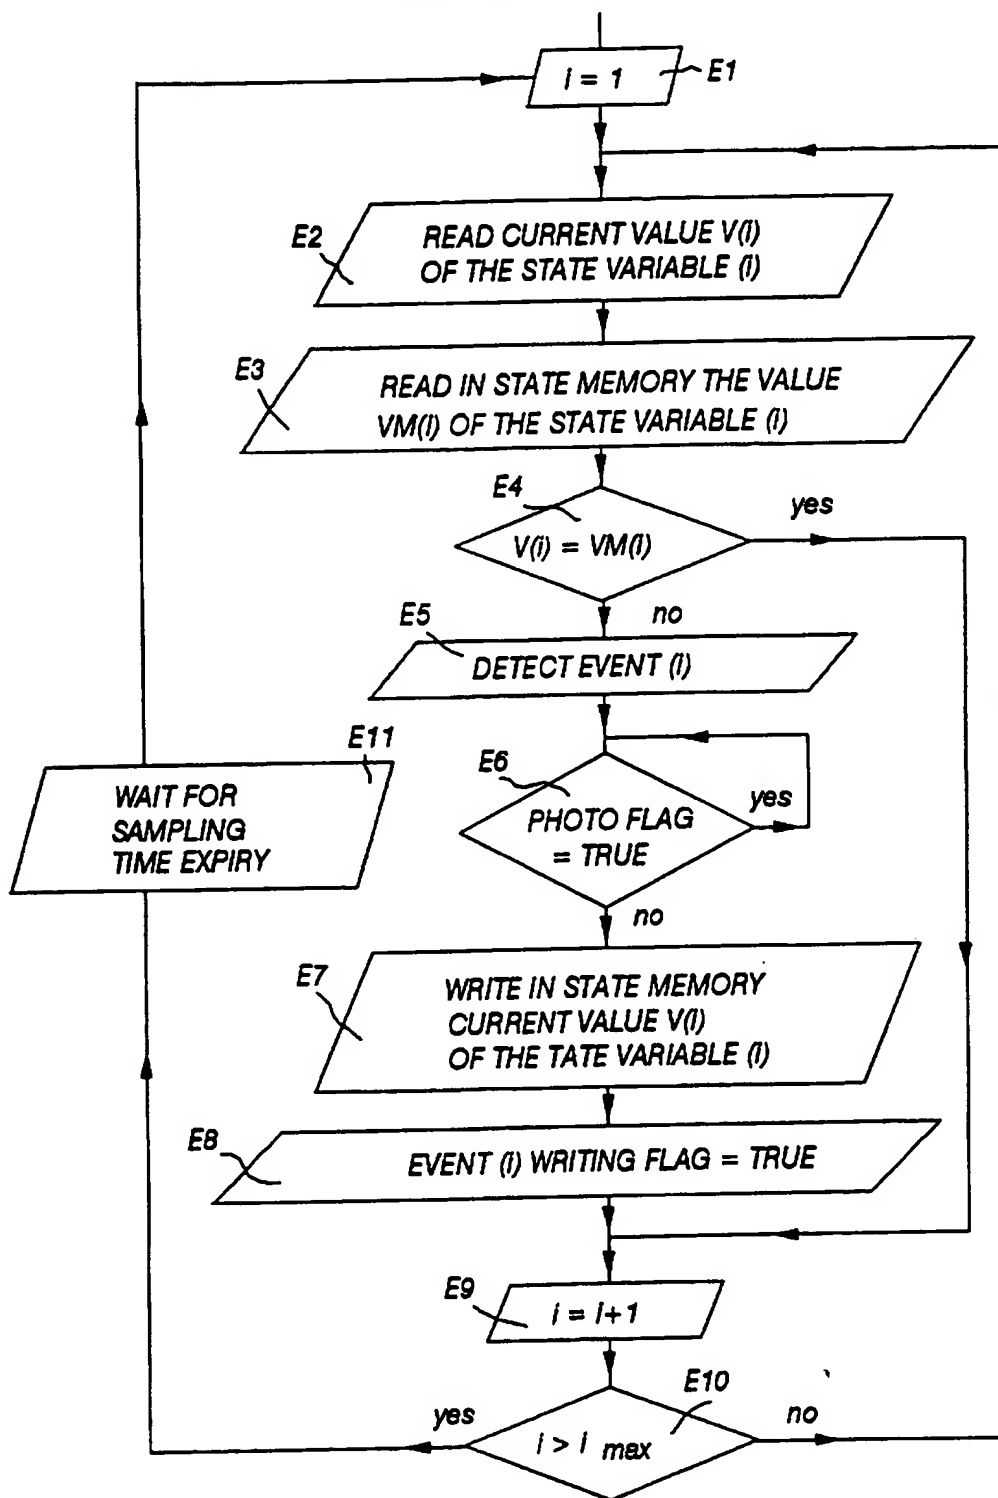 i = 1
E1
E2
READ CURRENT VALUE V(i)
OF THE STATE VARIABLE (i)
E3
READ IN STATE MEMORY THE VALUE
VM(i) OF THE STATE VARIABLE (i)
E4
yes
V(i) = VM(i)
no
E5
DETECT EVENT (i)
E11
WAIT FOR
SAMPLING
TIME EXPIRY
E6
yes
PHOTO FLAG
= TRUE
no
E7
WRITE IN STATE MEMORY
CURRENT VALUE V(i)
OF THE TATE VARIABLE (i)
E8
EVENT (i) WRITING FLAG = TRUE
E9
i = i+1
E10
yes
no
i > i max